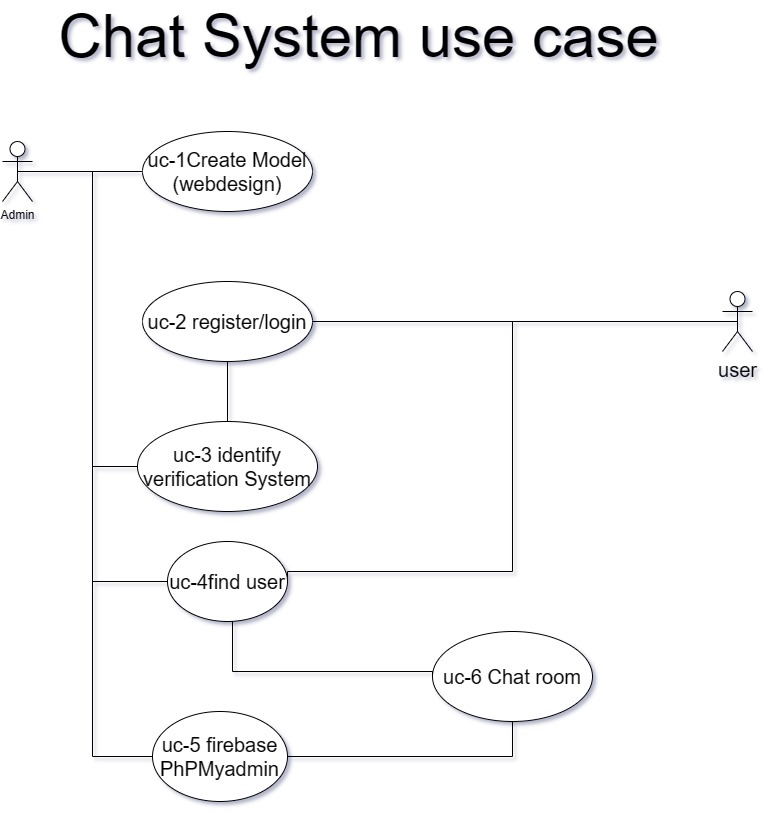 Chat System use case
uc-1Create Model
(webdesign)
Admin
uc-2 register/login
user
uc-3 identify
verification System
uc-4find user
uc-6 Chat room
uc-5 firebase
PhPMyadmin